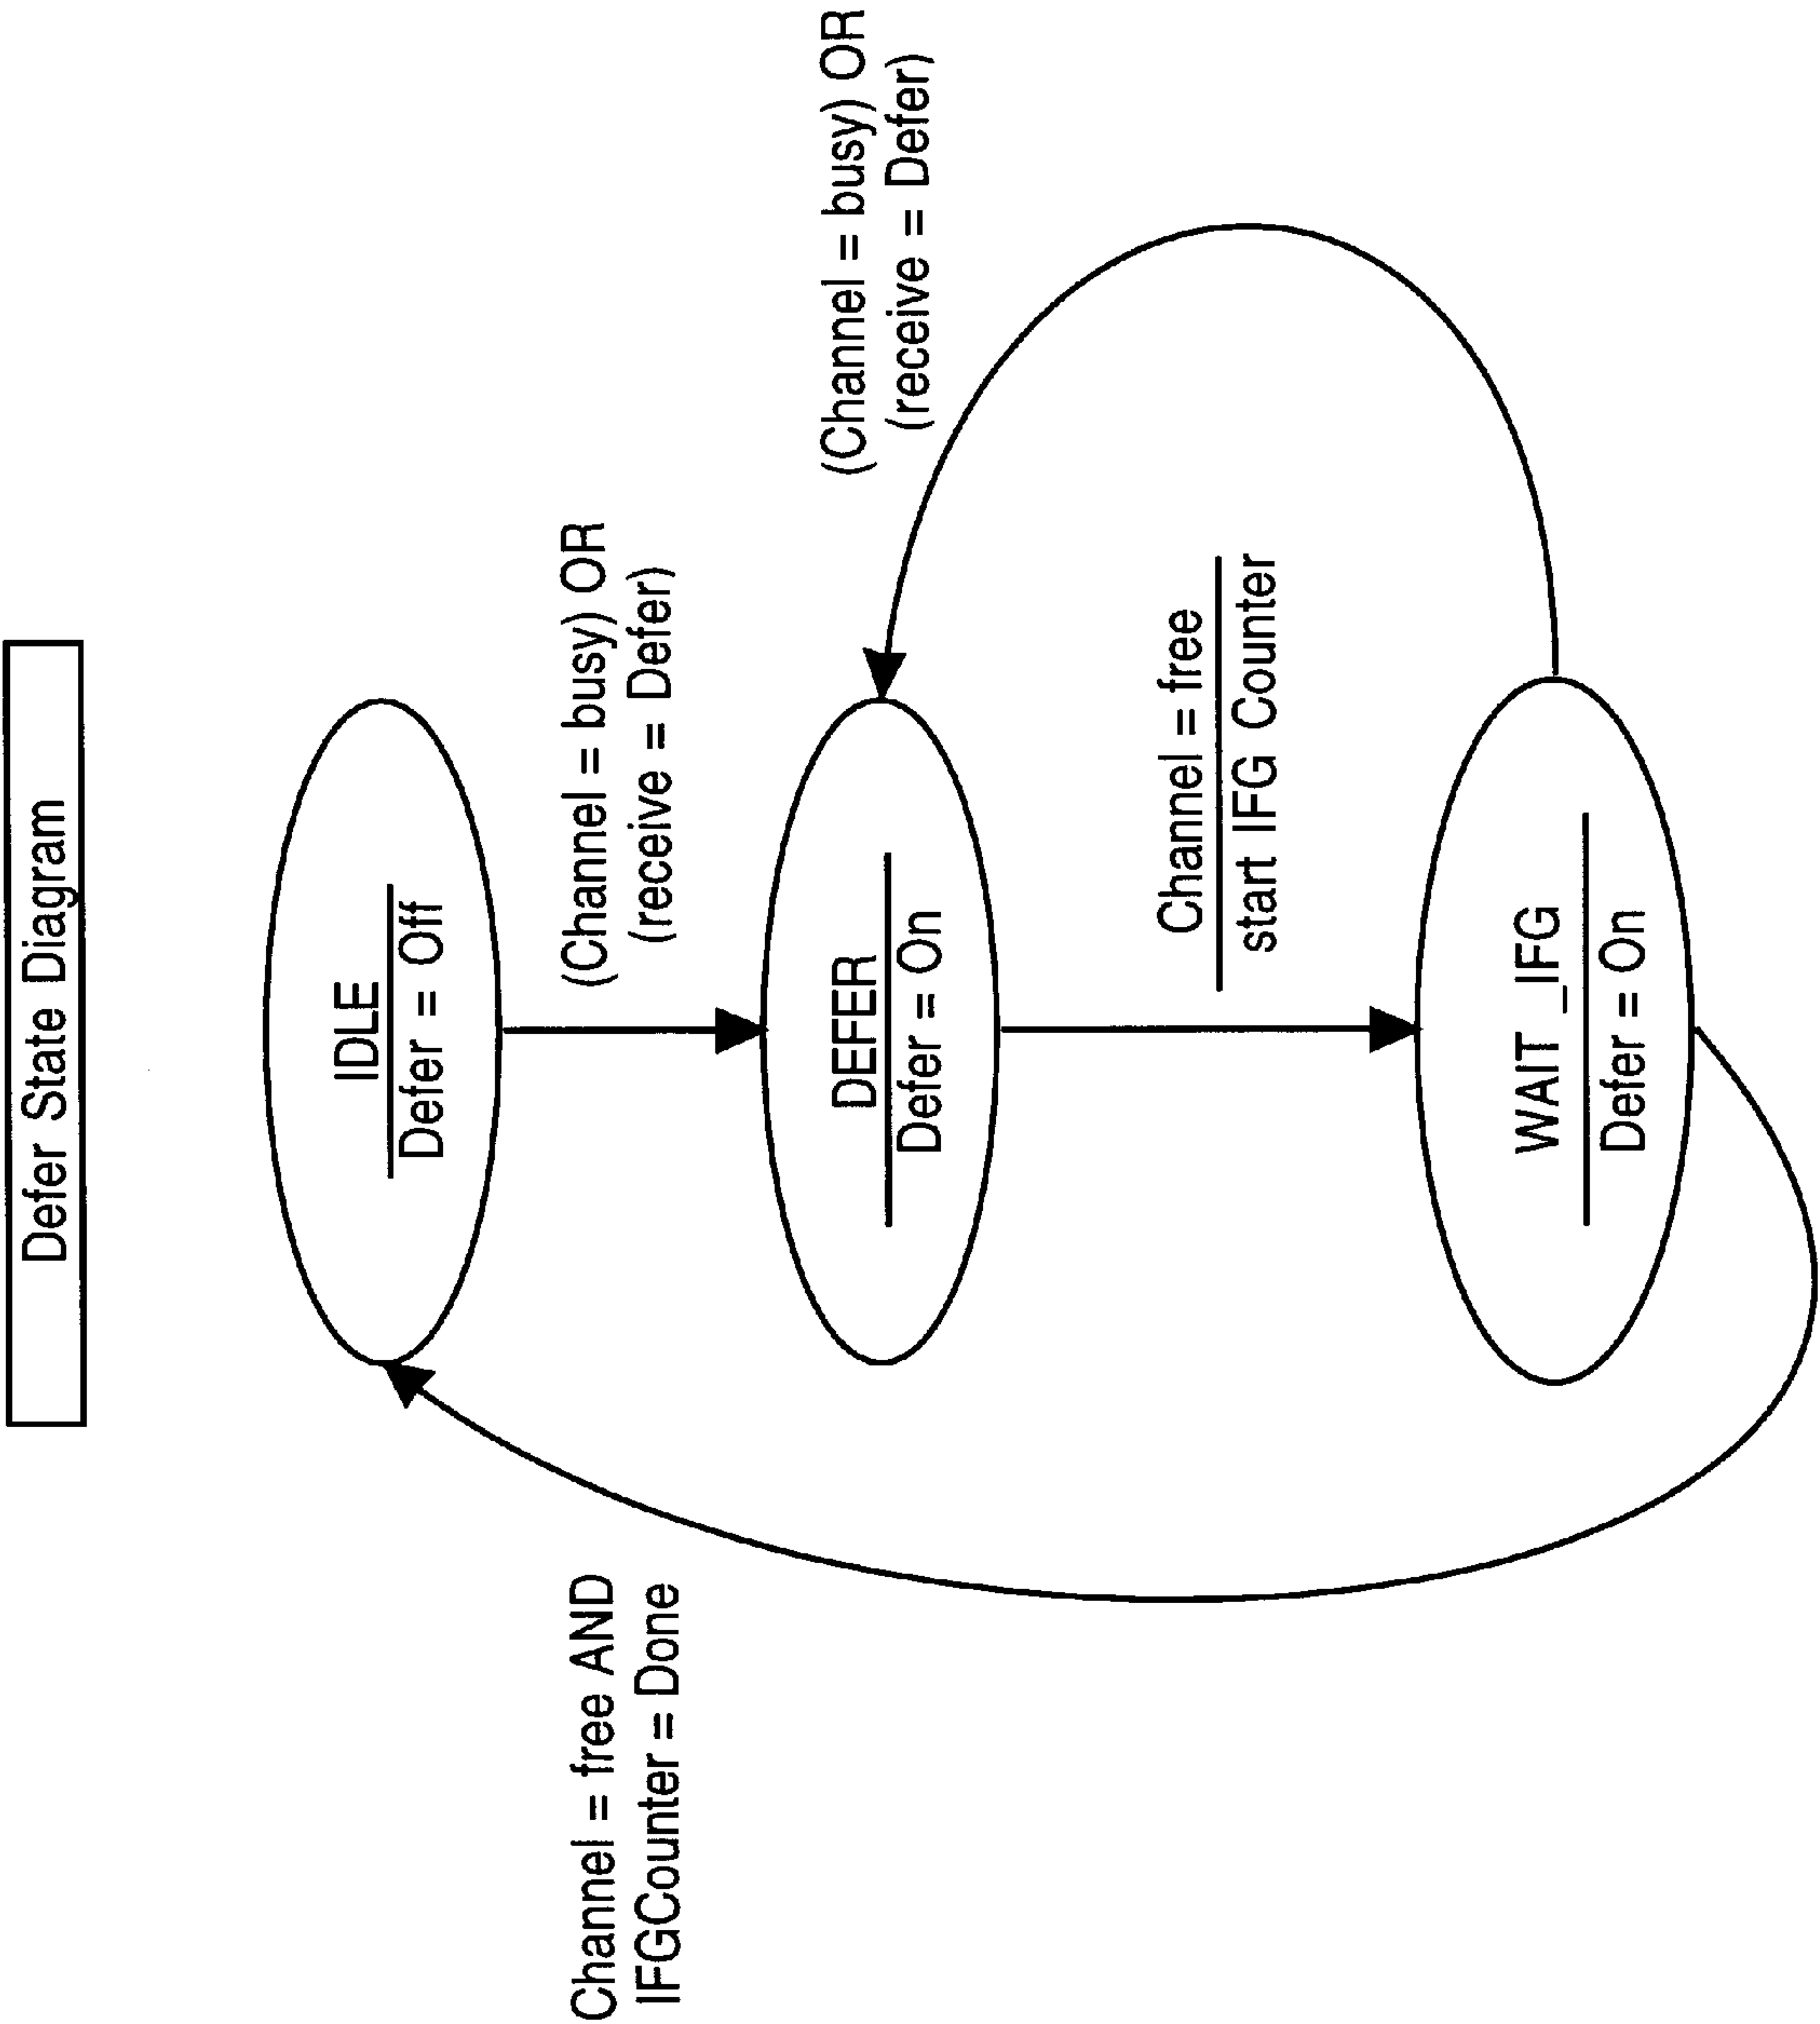 Defer State Diagram
IDLE
Defer = Off
(Channel = busy) OR
(receive = Defer)
Channel = free AND
IFGCounter = Done
DEFER
Defer = On
(Channel = busy) OR
(receive = Defer)
Channel = free
start IFG Counter
WAIT_IFG
Defer = On